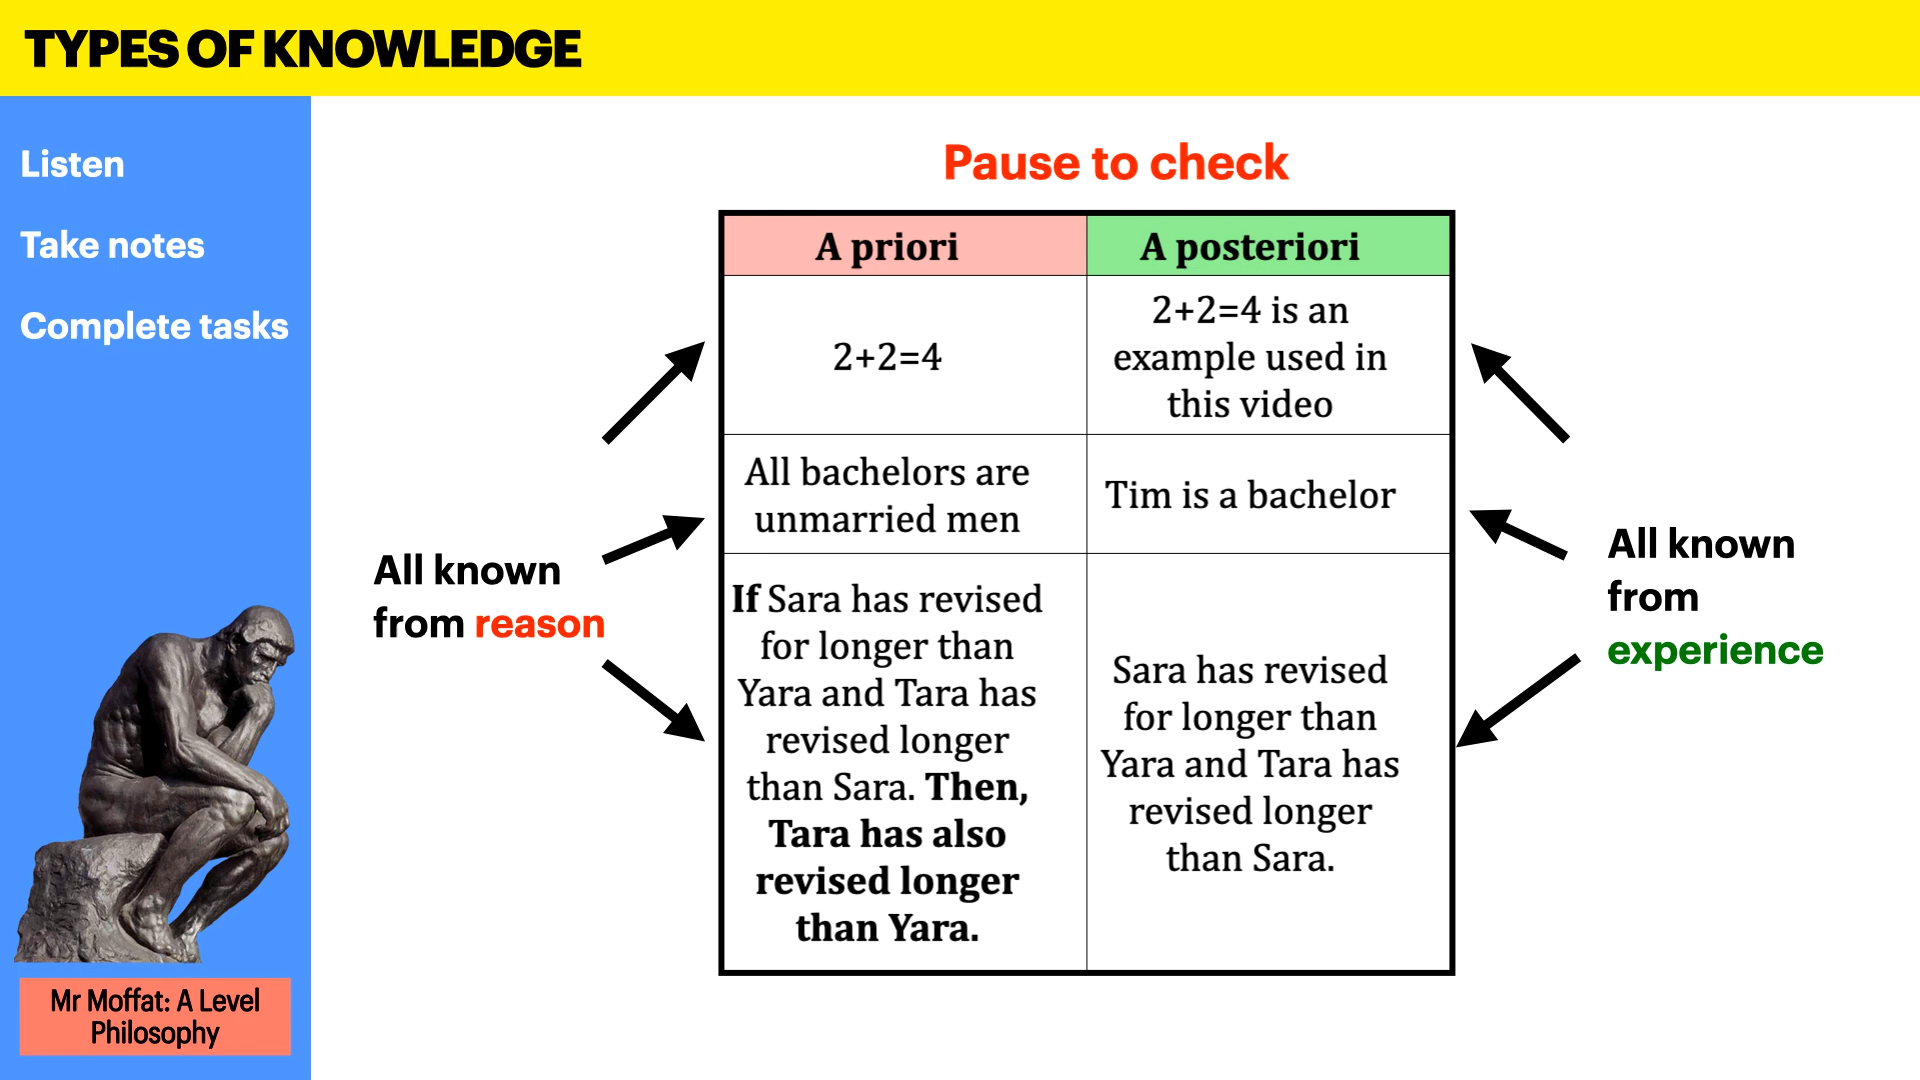 TYPES OF KNOWLEDGE
Listen
Take notes
Complete tasks
Mr Moffat: A Level
Philosophy
Pause to check
A priori
A posteriori
2+2=4
2+2=4 is an
example used in
this video
All bachelors are
unmarried men
Tim is a bachelor
If Sara has revised
for longer than
Yara and Tara has
revised longer
than Sara. Then,
Tara has also
revised longer
than Yara.
Sara has revised
for longer than
Yara and Tara has
revised longer
than Sara.
All known
from reason
All known
from
experience